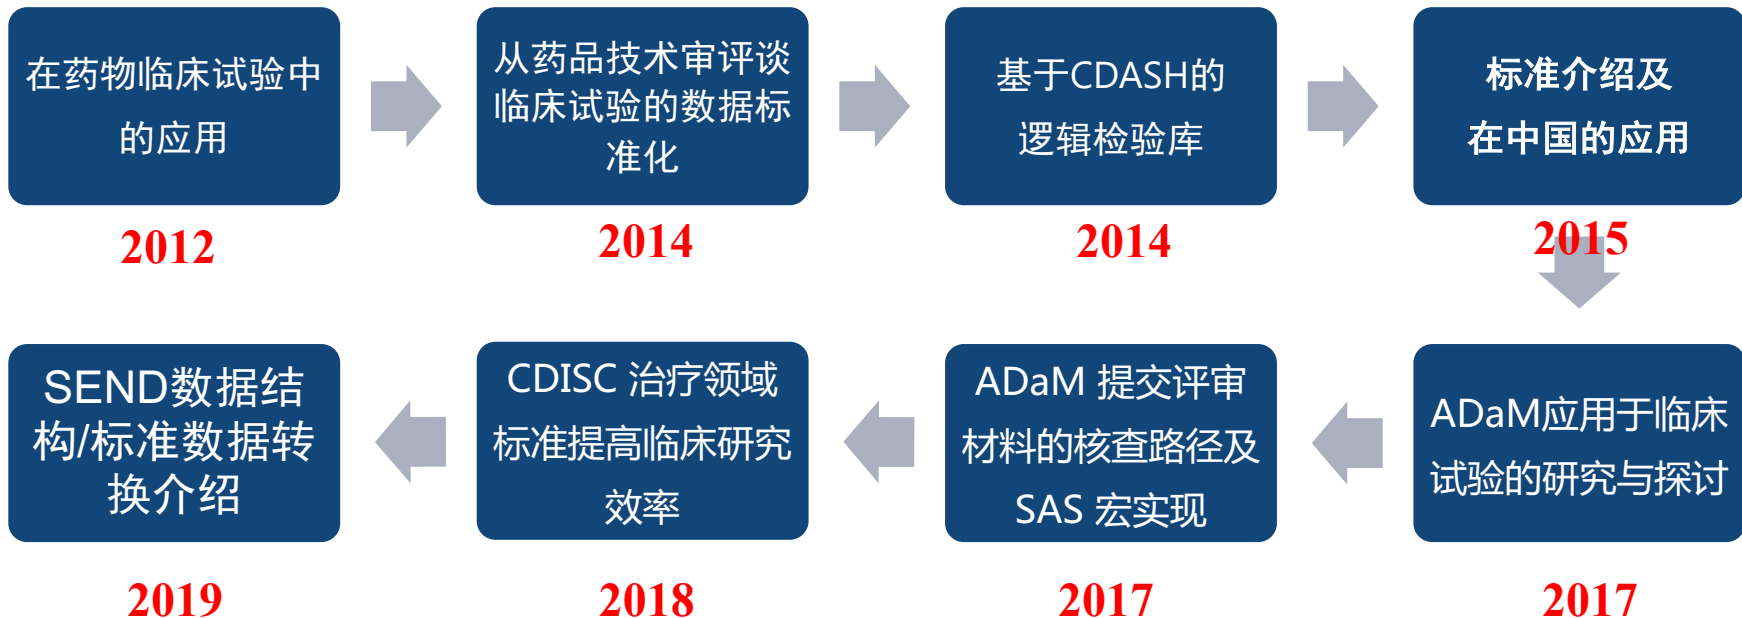 在药物临床试验中
的应用
2012
从药品技术审评谈
临床试验的数据标
准化
2014
基于CDASH的
逻辑检验库
2014
标准介绍及
在中国的应用
2015
ADaM应用于临床
试验的研究与探讨
2017
ADaM 提交评审
材料的核查路径及
SAS 宏实现
2017
CDISC 治疗领域
标准提高临床研究
效率
2018
SEND数据结
构/标准数据转
换介绍
2019